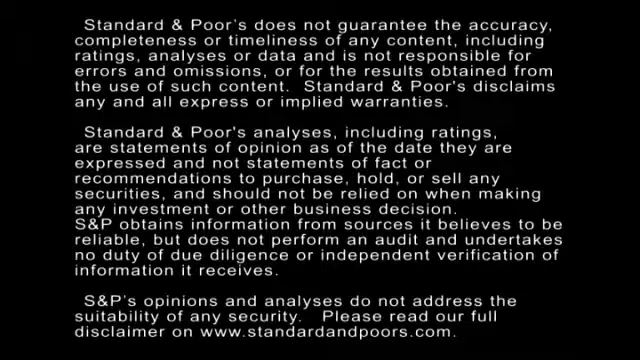 Standard & Poor's does not guarantee the accuracy,
completeness or timeliness of any content, including
ratings, analyses or data and is not responsible for
errors and omissions, or for the results obtained from
the use of such content. Standard & Poor's disclaims
any and all express or implied warranties.
Standard & Poor's analyses, including ratings,
are statements of opinion as of the date they are
expressed and not statements of fact or
recommendations to purchase, hold, or sell any
securities, and should not be relied on when making
any investment or other business decision.
S&P obtains information from sources it believes to be
reliable, but does not perform an audit and undertakes
no duty of due diligence or independent verification of
information it receives.
S&P's opinions and analyses do not address the
suitability of any security. Please read our full
disclaimer on www.standardandpoors.com.